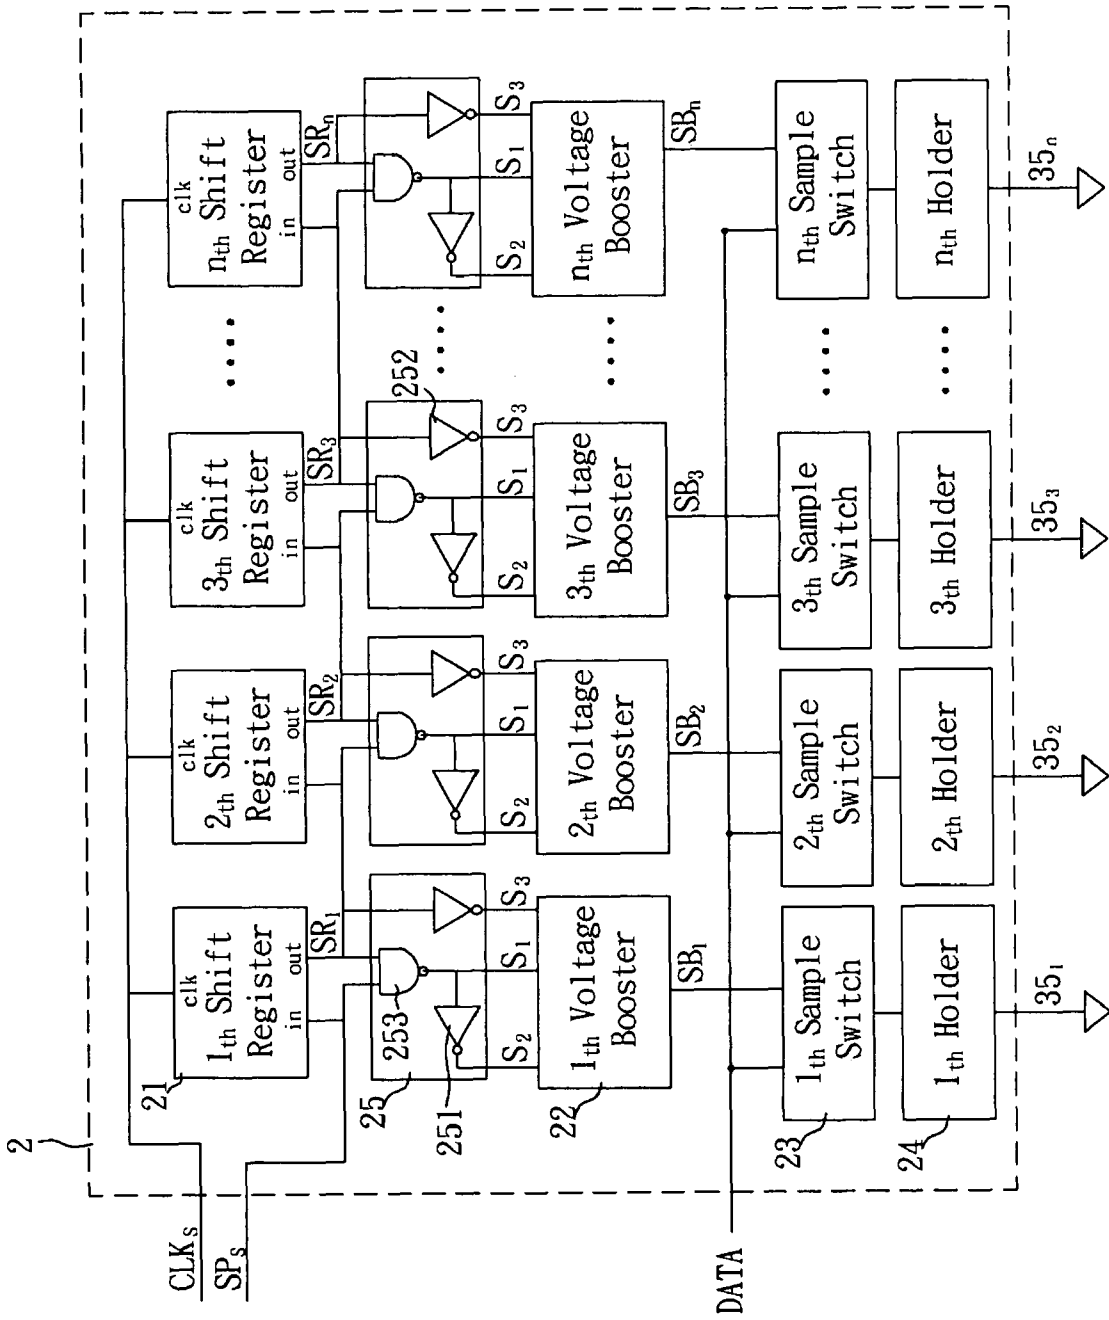 2
CLKS
SPS
DATA
21
clk
1th Shift
Register
in out
clk
2th Shift
Register
in out
clk
3th Shift
Register
in out
....
clk
nth Shift
Register
in out
SR1
SR2
SR3
SRn
25
253
251
252
....
S2 S1 S3
S2 S1 S3
S2 S1 S3
S2 S1 S3
22
1th Voltage
Booster
2th Voltage
Booster
3th Voltage
Booster
....
nth Voltage
Booster
SB1
SB2
SB3
SBn
23
1th Sample
Switch
2th Sample
Switch
3th Sample
Switch
....
nth Sample
Switch
24
1th Holder
2th Holder
3th Holder
....
nth Holder
351
352
353
35n